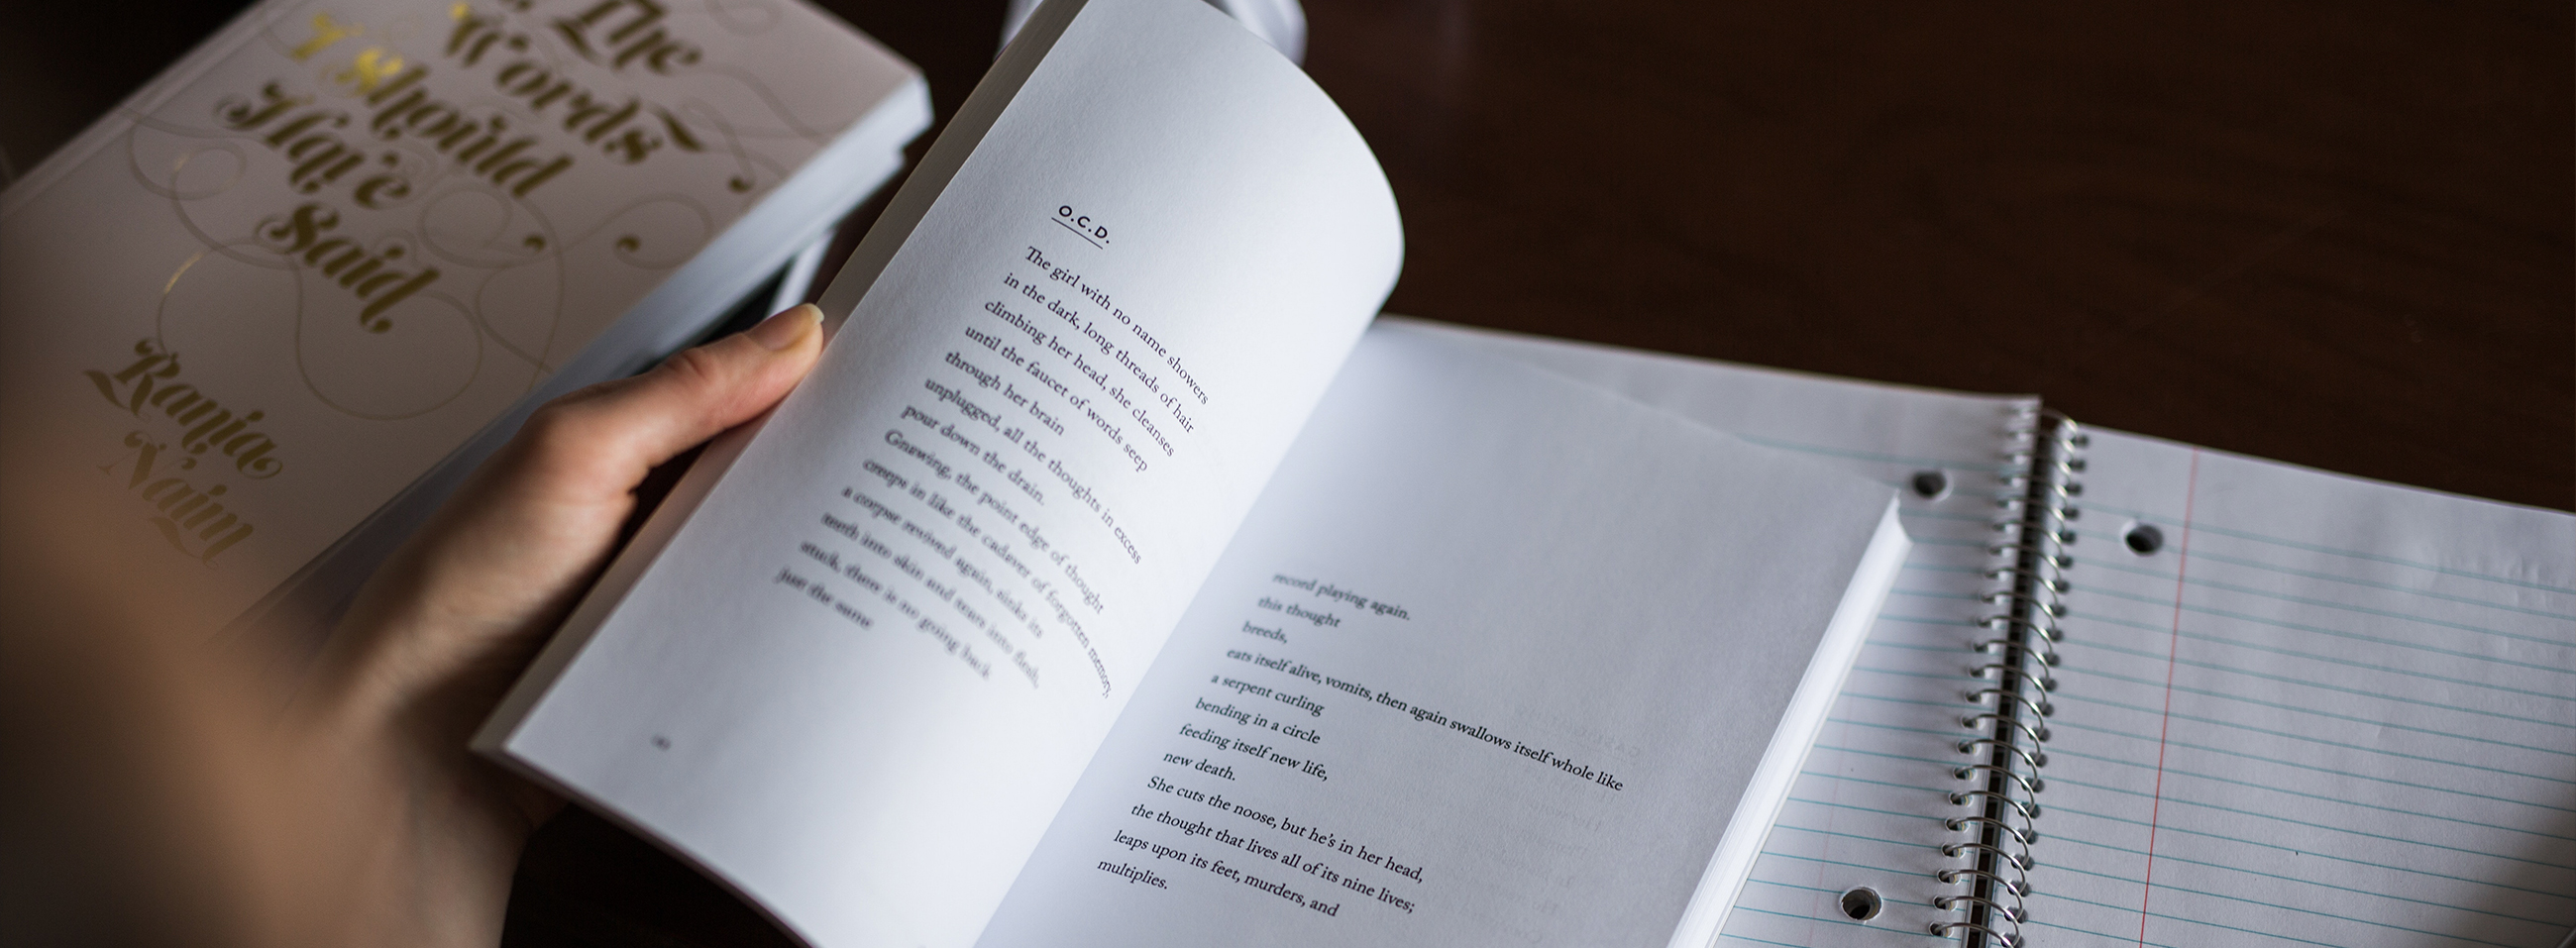 The
Words
I Should
Have
Said
Rania
Naim
O.C.D.
The girl with no name showers
in the dark, long threads of hair
climbing her head, she cleanses
until the faucet of words seep
through her brain
unplugged, all the thoughts in excess
pour down the drain.
Gnawing, the point edge of thought
creeps in like the cadaver of forgotten memory,
a corpse revived again, sinks its
teeth into skin and tears into flesh,
stuck, there is no going back
just the same
record playing again.
this thought
breeds,
eats itself alive, vomits, then again swallows itself whole like
a serpent curling
bending in a circle
feeding itself new life,
new death.
She cuts the noose, but he's in her head,
the thought that lives all of its nine lives;
leaps upon its feet, murders, and
multiplies.